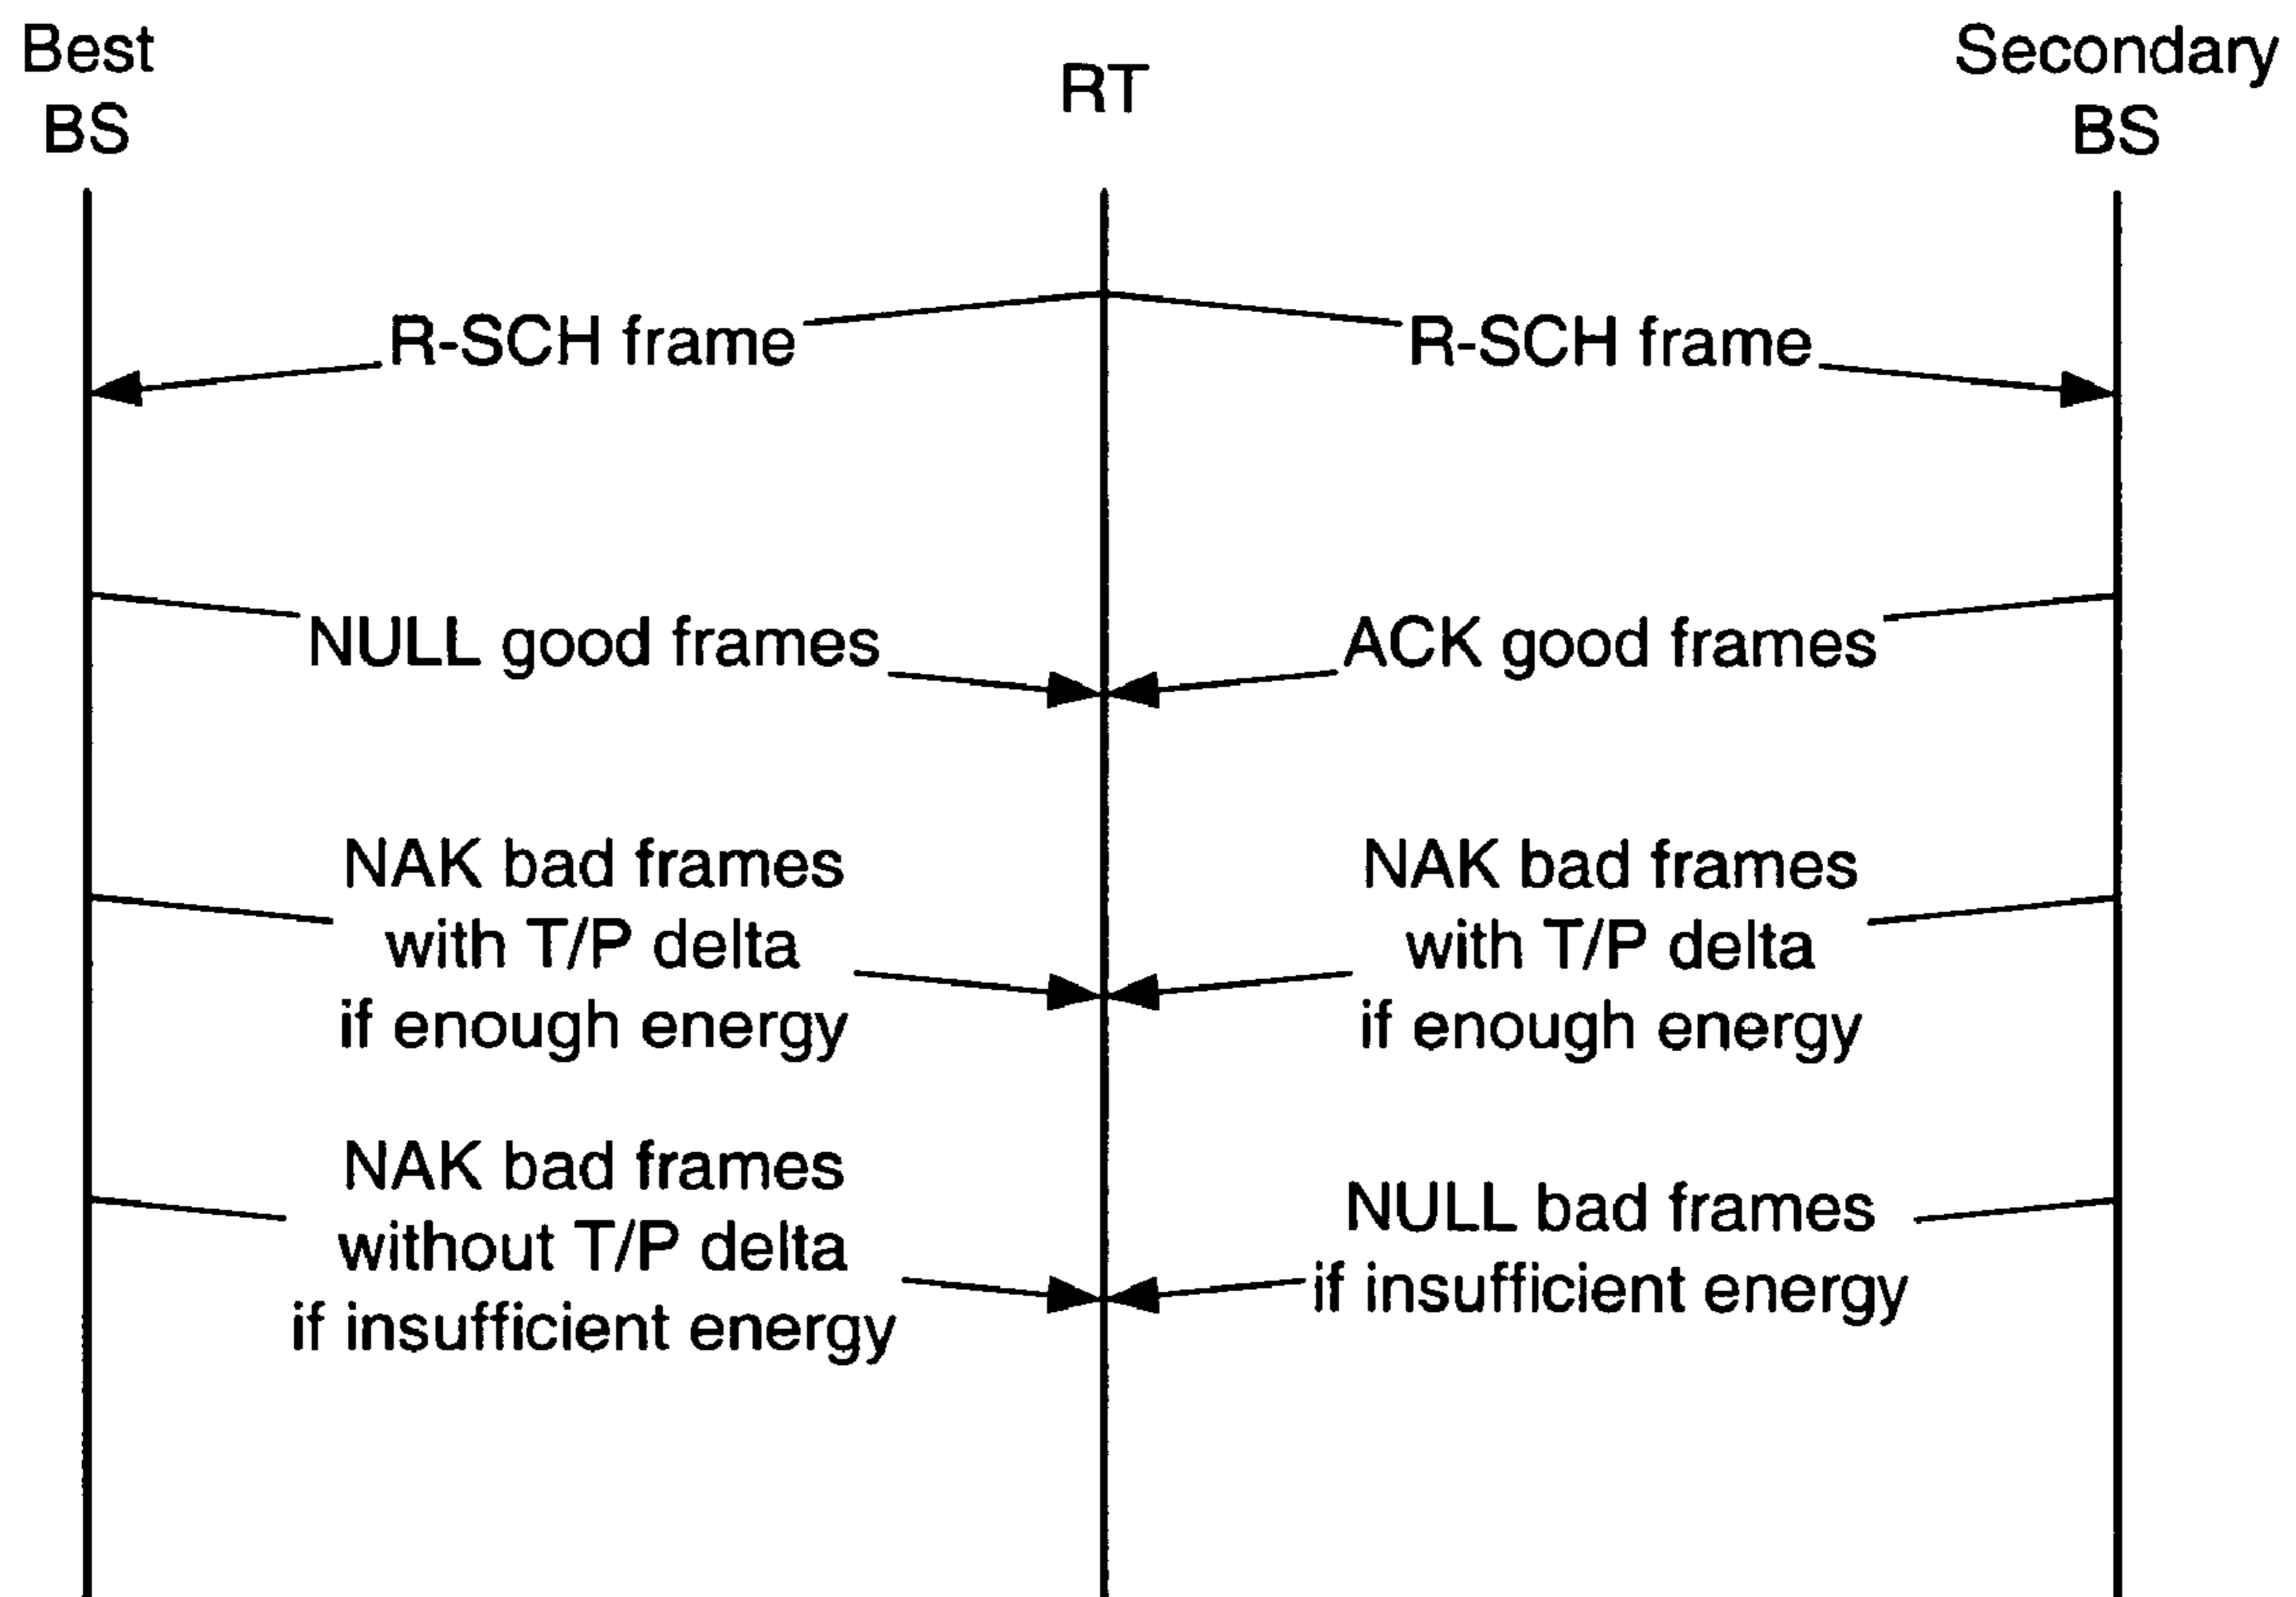 Best
BS
RT
Secondary
BS
R-SCH frame
R-SCH frame
NULL good frames
ACK good frames
NAK bad frames
with T/P delta
if enough energy
NAK bad frames
with T/P delta
if enough energy
NAK bad frames
without T/P delta
if insufficient energy
NULL bad frames
if insufficient energy